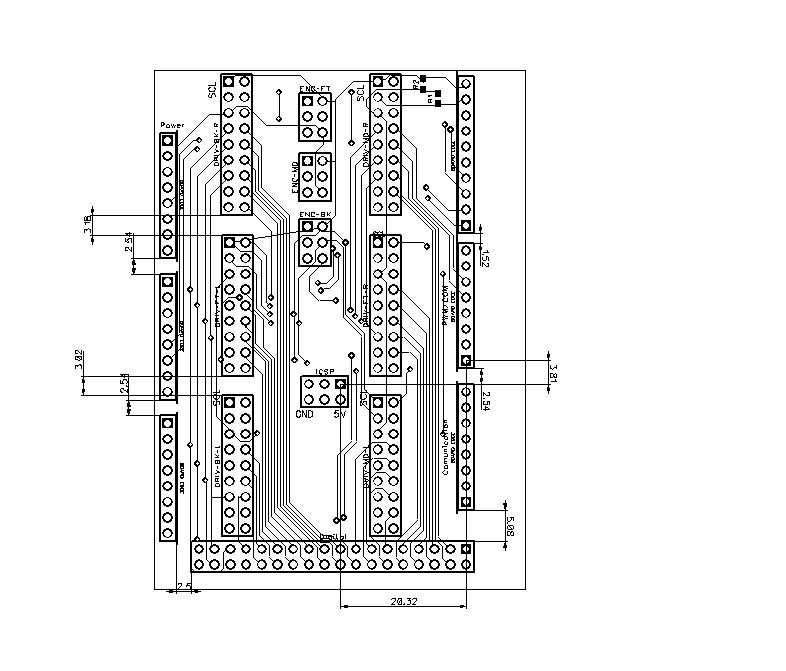 SCL
ENC-FT
SCL
R2
R1
Power
DRIV-BK-R
DRIV-MD-R
ENC-MD
ENC-BK
3.18
2.54
1.52
DRIV-FT-L
DRIV-FT-R
PWM/COM
3.02
2.54
ICSP
3.81
2.54
SCL
GND
5V
SCL
DRIV-BK-L
DRIV-MD-L
Comunication
5.08
Digital
2.5
20.32